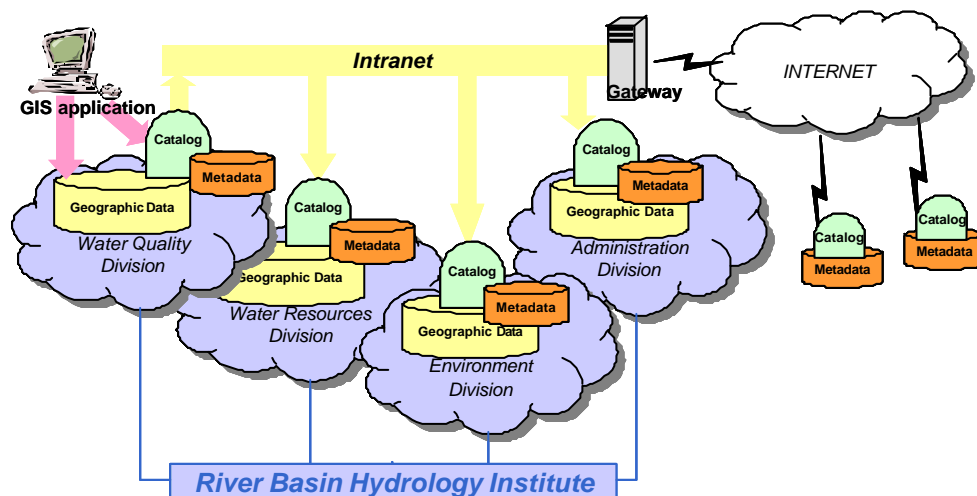 Intranet
GIS application
Gateway
INTERNET
Catalog
Metadata
Geographic Data
Water Quality
Division
Catalog
Metadata
Geographic Data
Water Resources
Division
Catalog
Metadata
Geographic Data
Environment
Division
Catalog
Metadata
Geographic Data
Administration
Division
Catalog
Metadata
Catalog
Metadata
River Basin Hydrology Institute